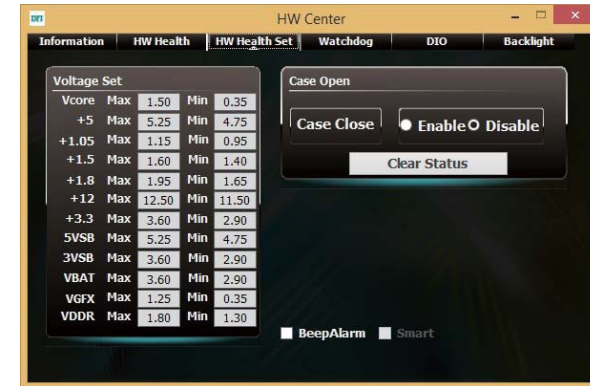 DFI HW Center
Information HW Health HW Health Set Watchdog DIO Backlight
Voltage Set
Vcore Max 1.50 Min 0.35
+5 Max 5.25 Min 4.75
+1.05 Max 1.15 Min 0.95
+1.5 Max 1.60 Min 1.40
+1.8 Max 1.95 Min 1.65
+12 Max 12.50 Min 11.50
+3.3 Max 3.60 Min 2.90
5VSB Max 5.25 Min 4.75
3VSB Max 3.60 Min 2.90
VBAT Max 3.60 Min 2.90
VGFX Max 1.25 Min 0.35
VDDR Max 1.80 Min 1.30
Case Open
Case Close Enable Disable
Clear Status
BeepAlarm Smart